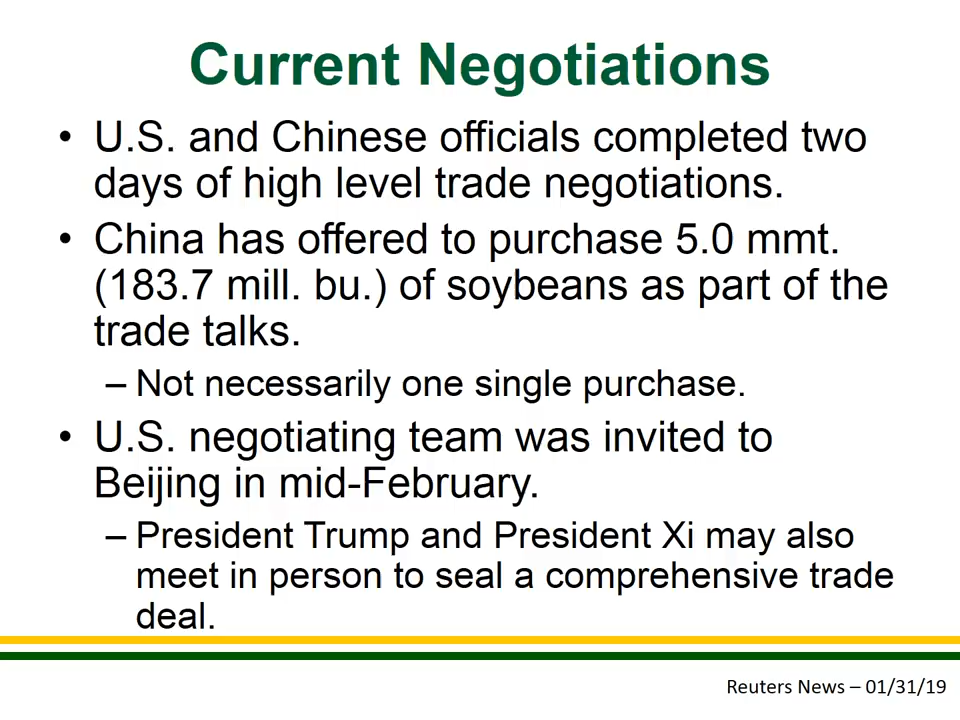 Current Negotiations
• U.S. and Chinese officials completed two
days of high level trade negotiations.
• China has offered to purchase 5.0 mmt.
(183.7 mill. bu.) of soybeans as part of the
trade talks.
– Not necessarily one single purchase.
• U.S. negotiating team was invited to
Beijing in mid-February.
– President Trump and President Xi may also
meet in person to seal a comprehensive trade
deal.
Reuters News – 01/31/19